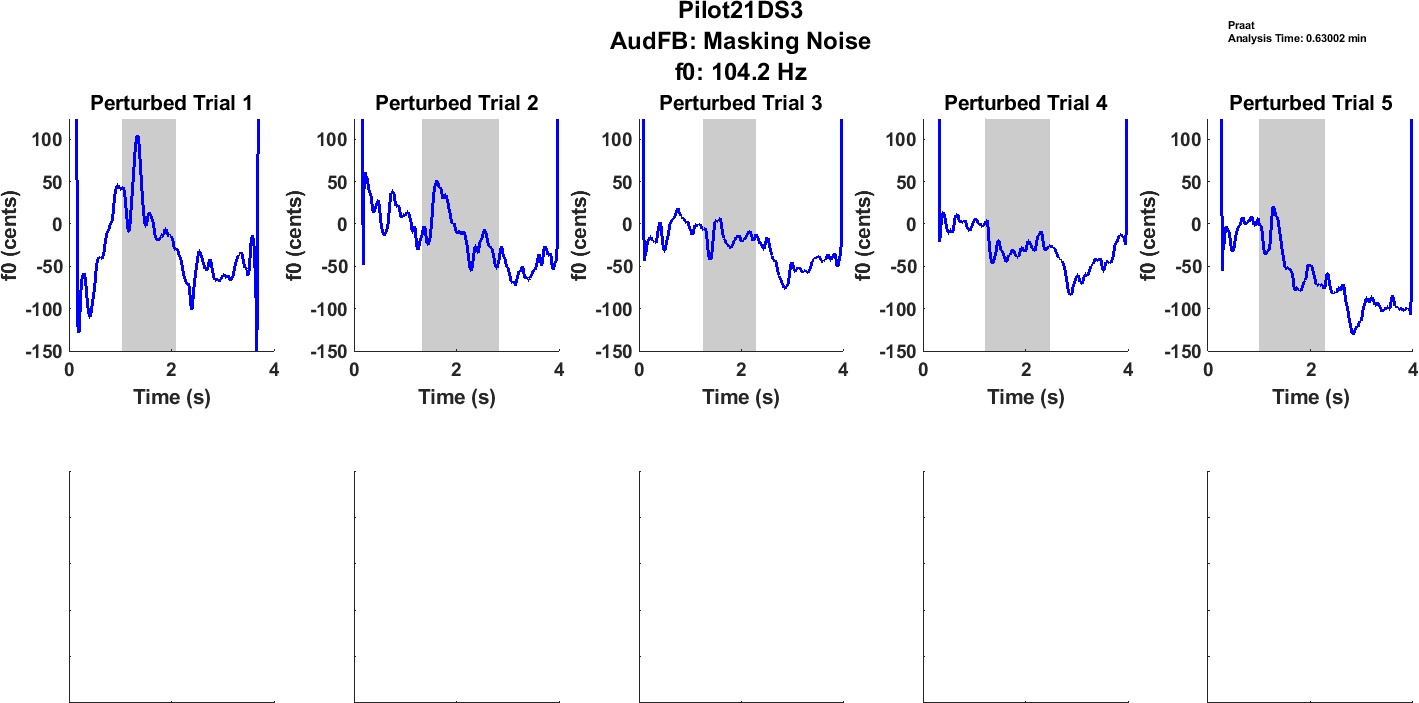 Pilot21DS3
AudFB: Masking Noise
f0: 104.2 Hz
Praat
Analysis Time: 0.63002 min
Perturbed Trial 1
Perturbed Trial 2
Perturbed Trial 3
Perturbed Trial 4
Perturbed Trial 5
f0 (cents)
100
50
0
-50
-100
-150
0 2 4
Time (s)
f0 (cents)
100
50
0
-50
-100
-150
0 2 4
Time (s)
f0 (cents)
100
50
0
-50
-100
-150
0 2 4
Time (s)
f0 (cents)
100
50
0
-50
-100
-150
0 2 4
Time (s)
f0 (cents)
100
50
0
-50
-100
-150
0 2 4
Time (s)